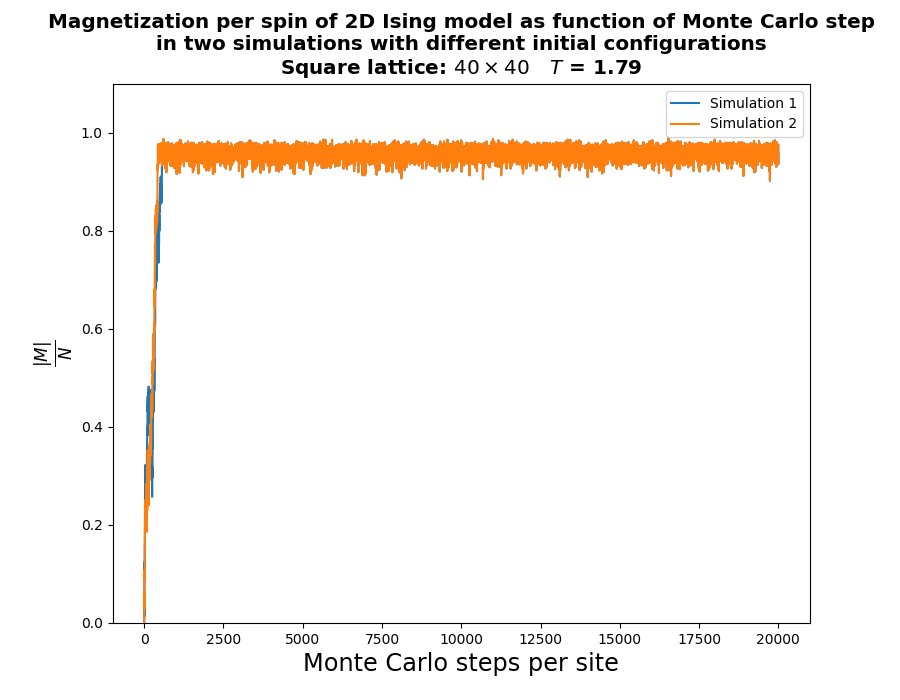 Magnetization per spin of 2D Ising model as function of Monte Carlo step
in two simulations with different initial configurations
Square lattice: 40 × 40 T = 1.79
Simulation 1
Simulation 2
1.0
0.8
0.6
0.4
0.2
0.0
|M|
N
0 2500 5000 7500 10000 12500 15000 17500 20000
Monte Carlo steps per site